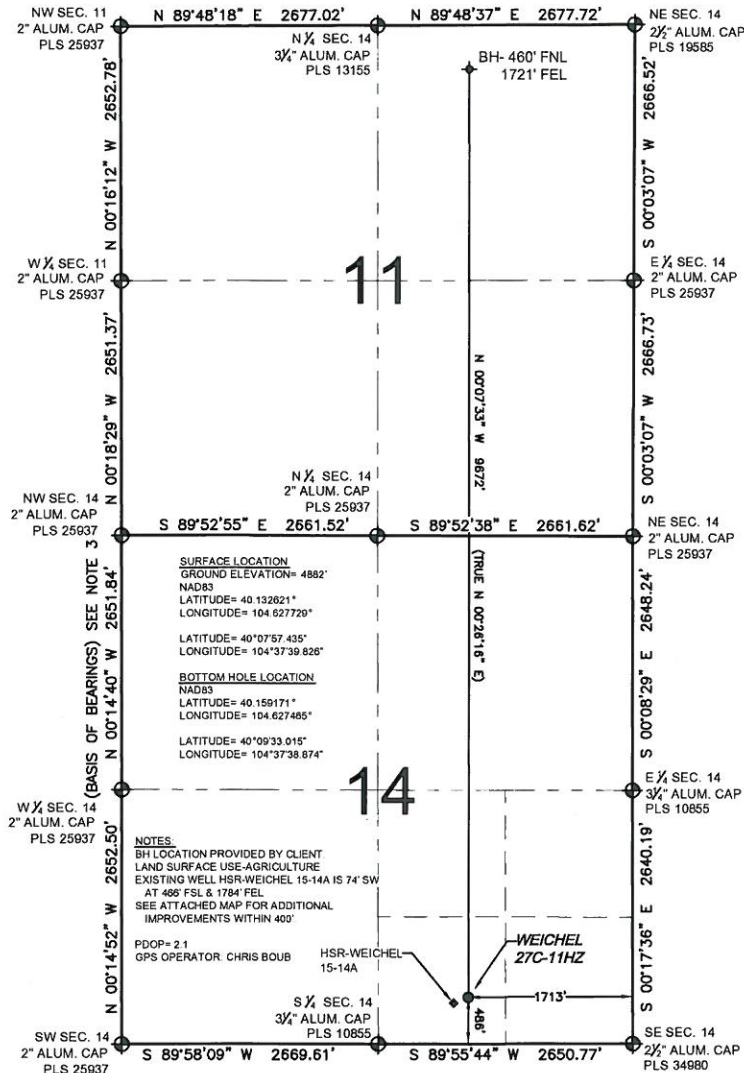 NW SEC. 11
2" ALUM. CAP
PLS 25937
N 89°48'18" E 2677.02'
N 89°48'37" E 2677.72'
NE SEC. 14
2½" ALUM. CAP
PLS 19585
N ¼ SEC. 14
3¼" ALUM. CAP
PLS 13155
BH- 460' FNL
1721' FEL
N 00°16'12" W 2652.78'
S 00°03'07" W 2666.52'
W ¼ SEC. 11
2" ALUM. CAP
PLS 25937
11
E ¼ SEC. 14
2" ALUM. CAP
PLS 25937
N 00°18'29" W 2651.37'
N 00°07'33" W 9672'
S 00°03'07" W 2666.73'
N ¼ SEC. 14
2" ALUM. CAP
PLS 25937
NW SEC. 14
2" ALUM. CAP
PLS 25937
S 89°52'55" E 2661.52'
S 89°52'38" E 2661.62'
NE SEC. 14
2" ALUM. CAP
PLS 25937
SURFACE LOCATION
GROUND ELEVATION= 4882'
NAD83
LATITUDE= 40.132621°
LONGITUDE= 104.627729°
LATITUDE= 40°07'57.435"
LONGITUDE= 104°37'39.826"
BOTTOM HOLE LOCATION
NAD83
LATITUDE= 40.159171°
LONGITUDE= 104.627465°
LATITUDE= 40°09'33.015"
LONGITUDE= 104°37'38.874"
(BASIS OF BEARINGS) SEE NOTE 3
N 00°14'40" W 2651.84'
(TRUE N 00°26'16" E)
S 00°08'29" E 2648.24'
14
W ¼ SEC. 14
2" ALUM. CAP
PLS 25937
E ¼ SEC. 14
3¼" ALUM. CAP
PLS 10855
NOTES:
BH LOCATION PROVIDED BY CLIENT
LAND SURFACE USE-AGRICULTURE
EXISTING WELL HSR-WEICHEL 15-14A IS 74' SW
AT 466' FSL & 1784' FEL
SEE ATTACHED MAP FOR ADDITIONAL
IMPROVEMENTS WITHIN 400'
PDOP= 2.1
GPS OPERATOR: CHRIS BOUB
N 00°14'52" W 2652.50'
S 00°17'36" E 2640.19'
HSR-WEICHEL
15-14A
WEICHEL
27C-11HZ
1713'
486'
S ¼ SEC. 14
3¼" ALUM. CAP
PLS 10855
SW SEC. 14
2" ALUM. CAP
PLS 25937
S 89°58'09" W 2669.61'
S 89°55'44" W 2650.77'
SE SEC. 14
2½" ALUM. CAP
PLS 34980